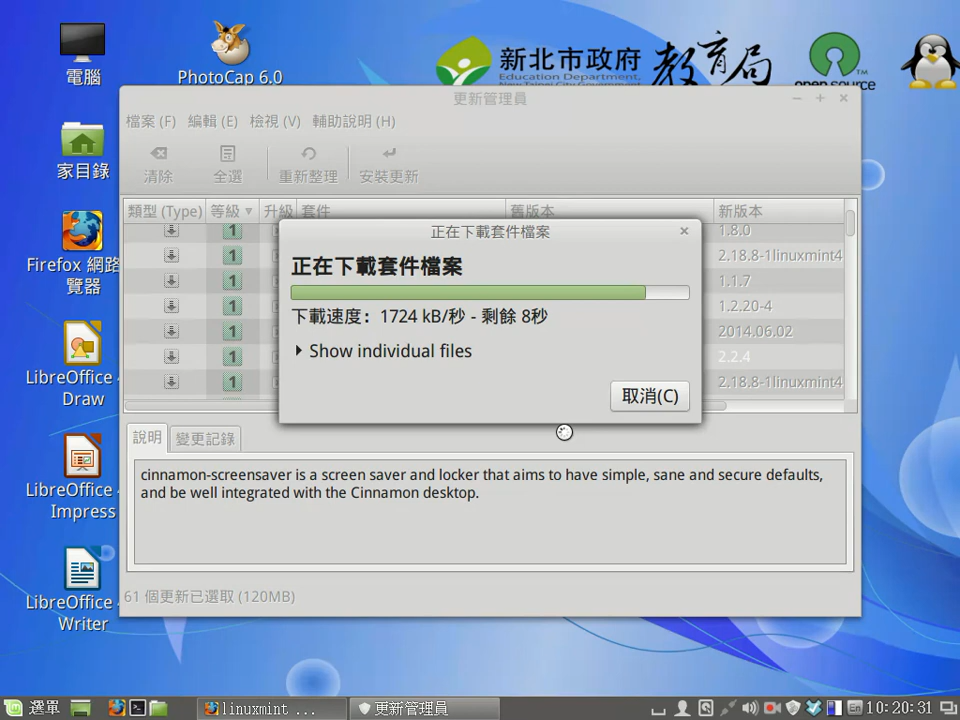 電腦
PhotoCap 6.0
新北市政府
教育局
open source
家目錄
Firefox 網路
覽器
LibreOffice
Draw
LibreOffice
Impress
LibreOffice
Writer
更新管理員
檔案 (F) 編輯 (E) 檢視 (V) 輔助說明 (H)
清除 全選 重新整理 安裝更新
類型 (Type) 等級 升級 套件 舊版本 新版本
1 1.8.0
1 2.18.8-1linuxmint4
1 1.1.7
1 1.2.20-4
1 2014.06.02
1 2.2.4
1 2.18.8-1linuxmint4
正在下載套件檔案
正在下載套件檔案
下載速度：1724 kB/秒 - 剩餘 8秒
Show individual files
取消(C)
說明 變更記錄
cinnamon-screensaver is a screen saver and locker that aims to have simple, sane and secure defaults,
and be well integrated with the Cinnamon desktop.
61 個更新已選取 (120MB)
選單 linuxmint ... 更新管理員 En 10:20:31